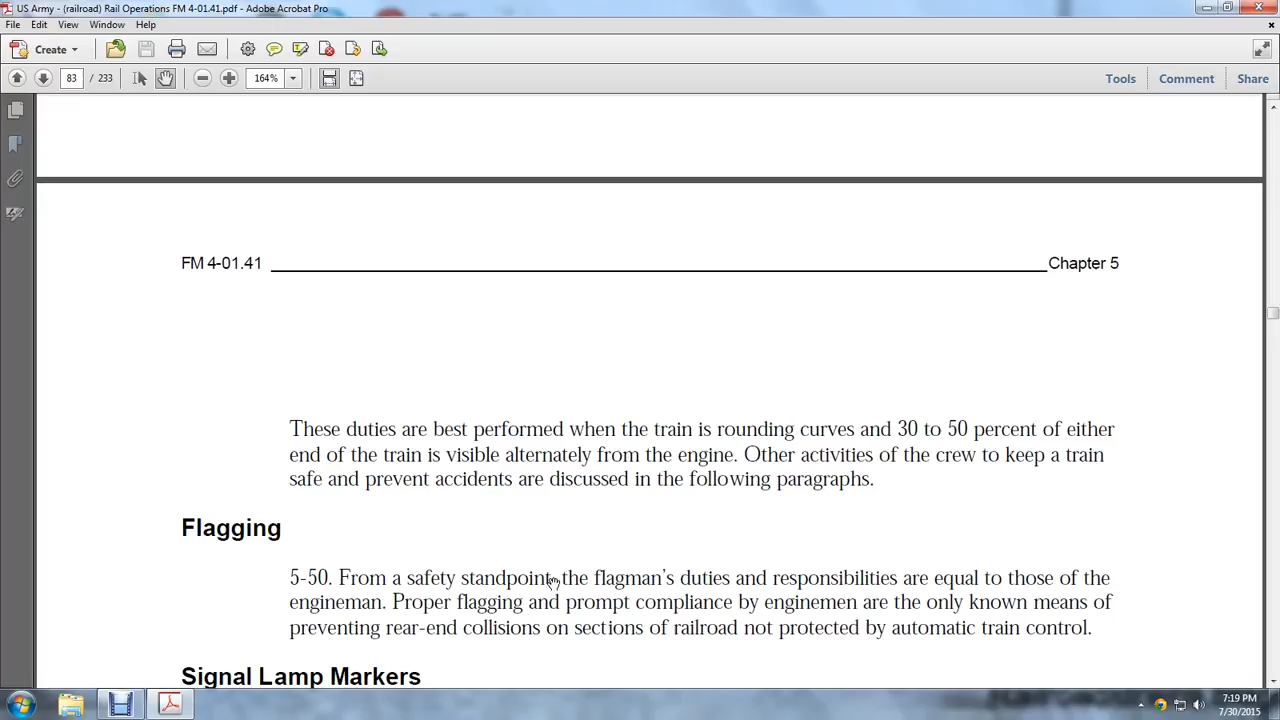 US Army - (railroad) Rail Operations FM 4-01.41.pdf - Adobe Acrobat Pro
File Edit View Window Help
Create
83 / 233 164% Tools Comment Share
FM 4-01.41 Chapter 5
These duties are best performed when the train is rounding curves and 30 to 50 percent of either
end of the train is visible alternately from the engine. Other activities of the crew to keep a train
safe and prevent accidents are discussed in the following paragraphs.
Flagging
5-50. From a safety standpoint, the flagman's duties and responsibilities are equal to those of the
engineman. Proper flagging and prompt compliance by enginemen are the only known means of
preventing rear-end collisions on sections of railroad not protected by automatic train control.
Signal Lamp Markers
7:19 PM
7/30/2015